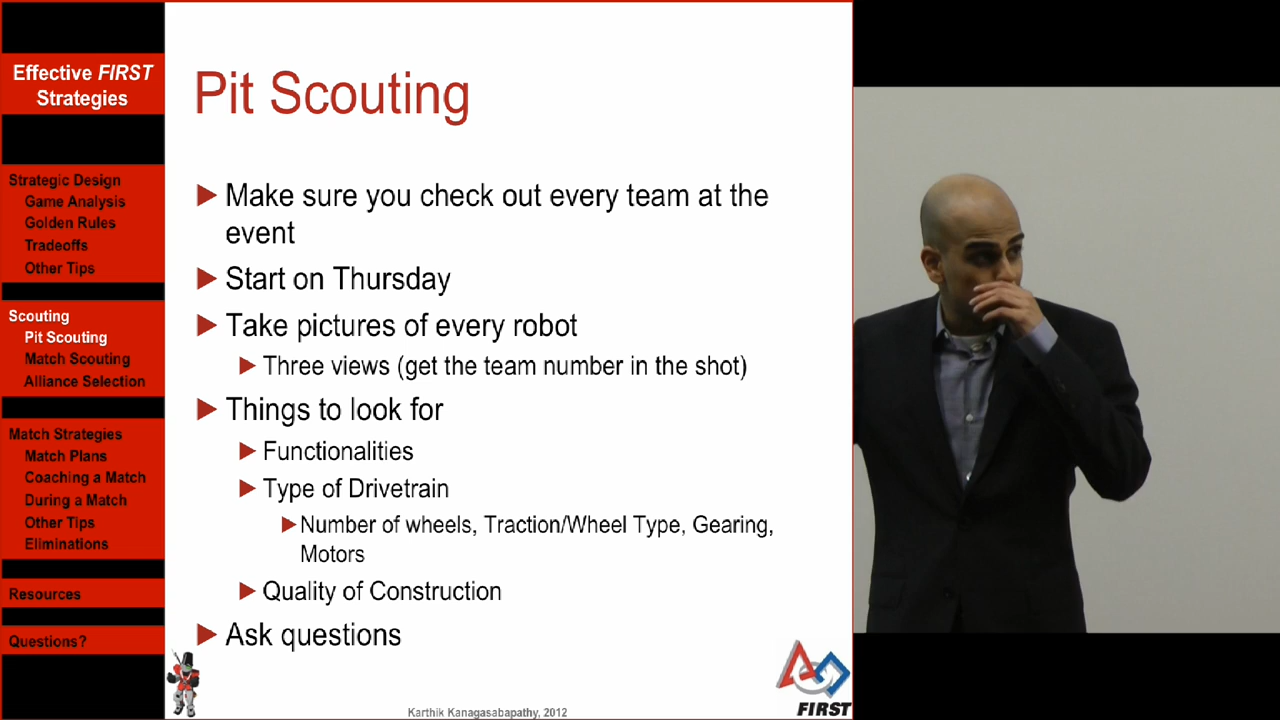 Effective FIRST
Strategies
Strategic Design
Game Analysis
Golden Rules
Tradeoffs
Other Tips
Scouting
Pit Scouting
Match Scouting
Alliance Selection
Match Strategies
Match Plans
Coaching a Match
During a Match
Other Tips
Eliminations
Resources
Questions?
Pit Scouting
Make sure you check out every team at the
event
Start on Thursday
Take pictures of every robot
Three views (get the team number in the shot)
Things to look for
Functionalities
Type of Drivetrain
Number of wheels, Traction/Wheel Type, Gearing,
Motors
Quality of Construction
Ask questions
Karthik Kanagasabapathy, 2012
FIRST